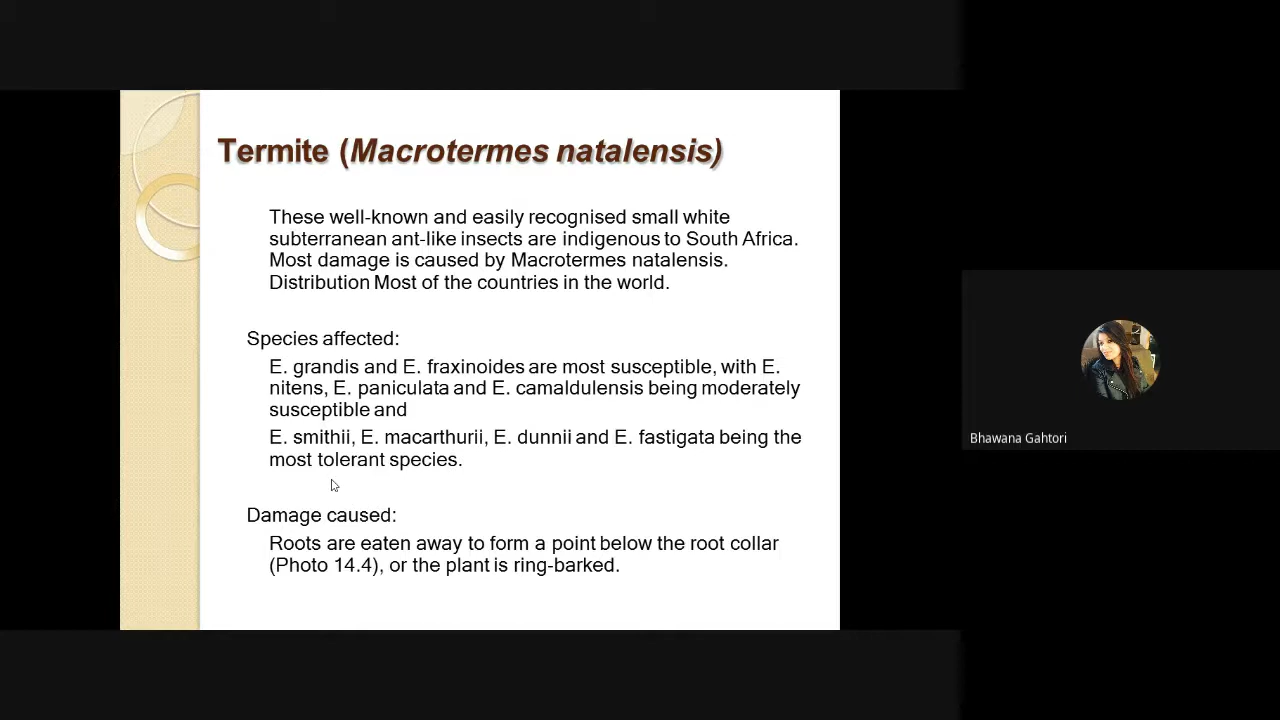 Termite (Macrotermes natalensis)
These well-known and easily recognised small white
subterranean ant-like insects are indigenous to South Africa.
Most damage is caused by Macrotermes natalensis.
Distribution Most of the countries in the world.
Species affected:
E. grandis and E. fraxinoides are most susceptible, with E.
nitens, E. paniculata and E. camaldulensis being moderately
susceptible and
E. smithii, E. macarthurii, E. dunnii and E. fastigata being the
most tolerant species.
Damage caused:
Roots are eaten away to form a point below the root collar
(Photo 14.4), or the plant is ring-barked.
Bhawana Gahtori